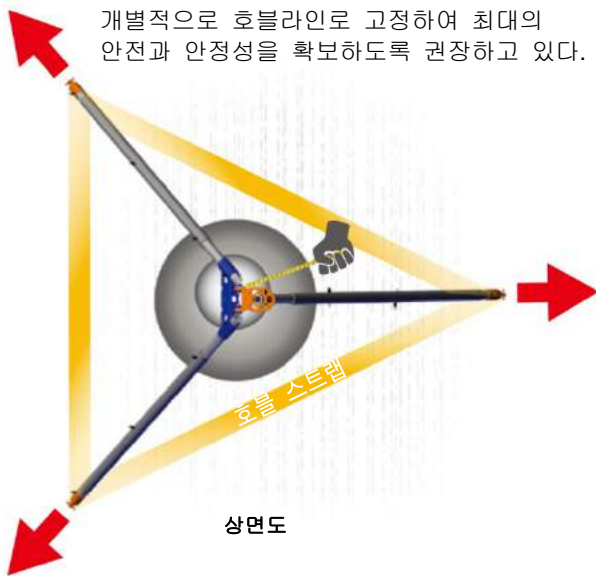 개별적으로 호블라인로 고정하여 최대의
안전과 안정성을 확보하도록 권장하고 있다.
호블 스트랩
상면도